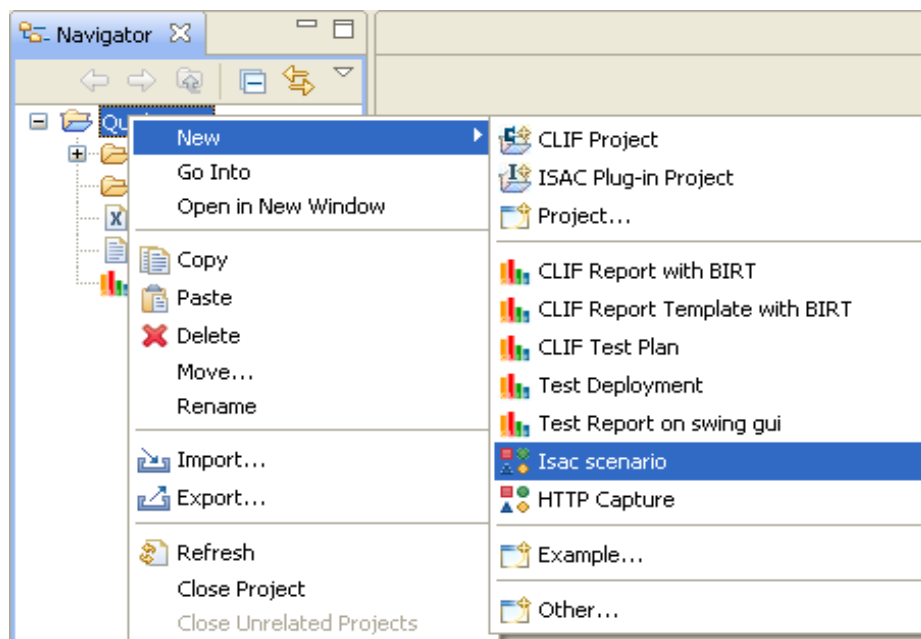 Navigator
New
Go Into
Open in New Window
Copy
Paste
Delete
Move...
Rename
Import...
Export...
Refresh
Close Project
Close Unrelated Projects
CLIF Project
ISAC Plug-in Project
Project...
CLIF Report with BIRT
CLIF Report Template with BIRT
CLIF Test Plan
Test Deployment
Test Report on swing gui
Isac scenario
HTTP Capture
Example...
Other...